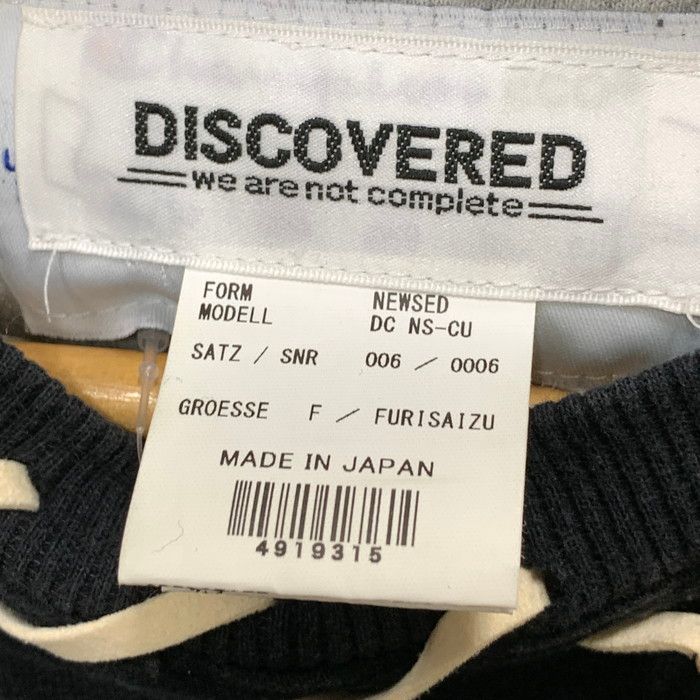 DISCOVERED
we are not complete
FORM NEWSED
MODELL DC NS-CU
SATZ / SNR 006 / 0006
GROESSE F / FURISAIZU
MADE IN JAPAN
4919315